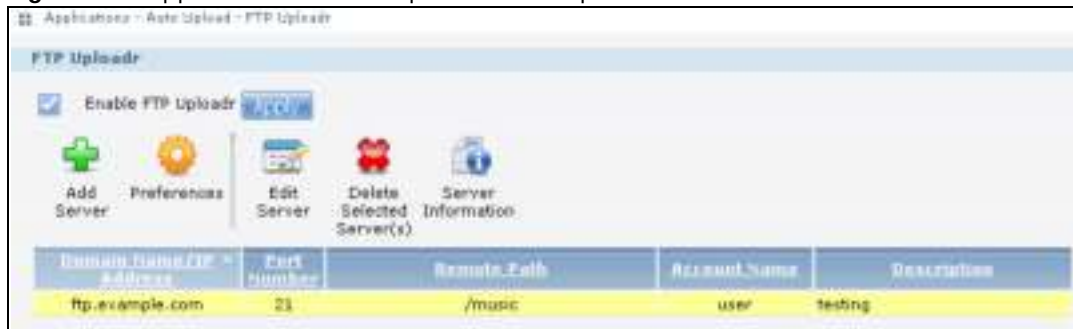 Applications - Auto Upload - FTP Uploadr
FTP Uploadr
Enable FTP Uploadr
Add Server
Preferences
Edit Server
Delete Selected Server(s)
Server Information
Domain Name/IP Address
Port Number
Remote Path
Account Name
Description
ftp.example.com 21 /music user testing